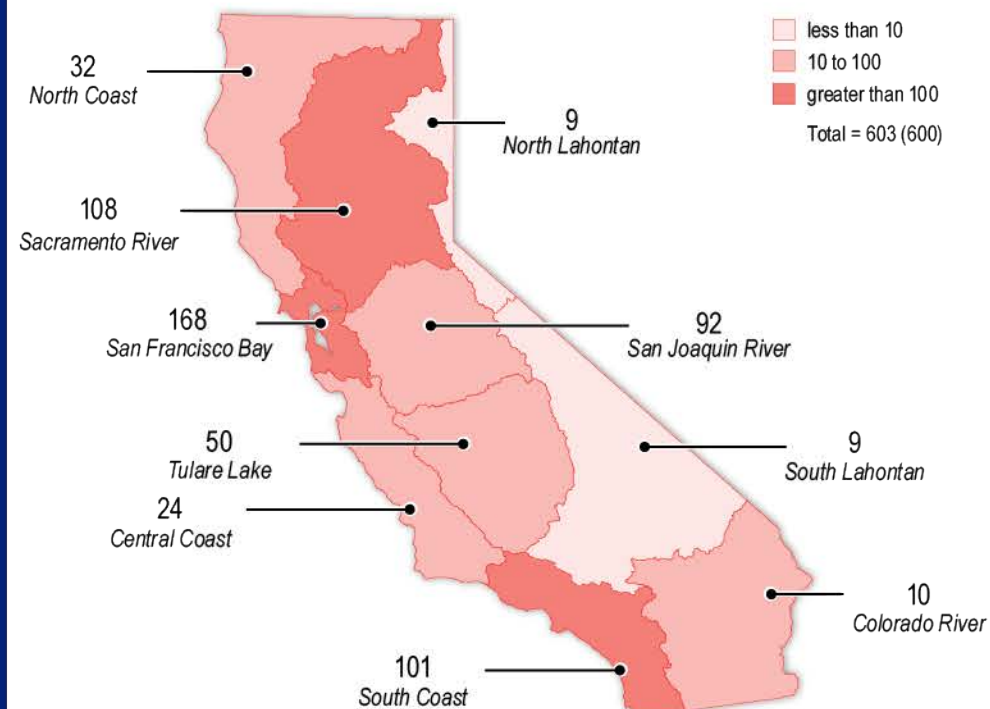 less than 10
10 to 100
greater than 100
Total = 603 (600)
32
North Coast
9
North Lahontan
108
Sacramento River
168
San Francisco Bay
92
San Joaquin River
50
Tulare Lake
9
South Lahontan
24
Central Coast
10
Colorado River
101
South Coast